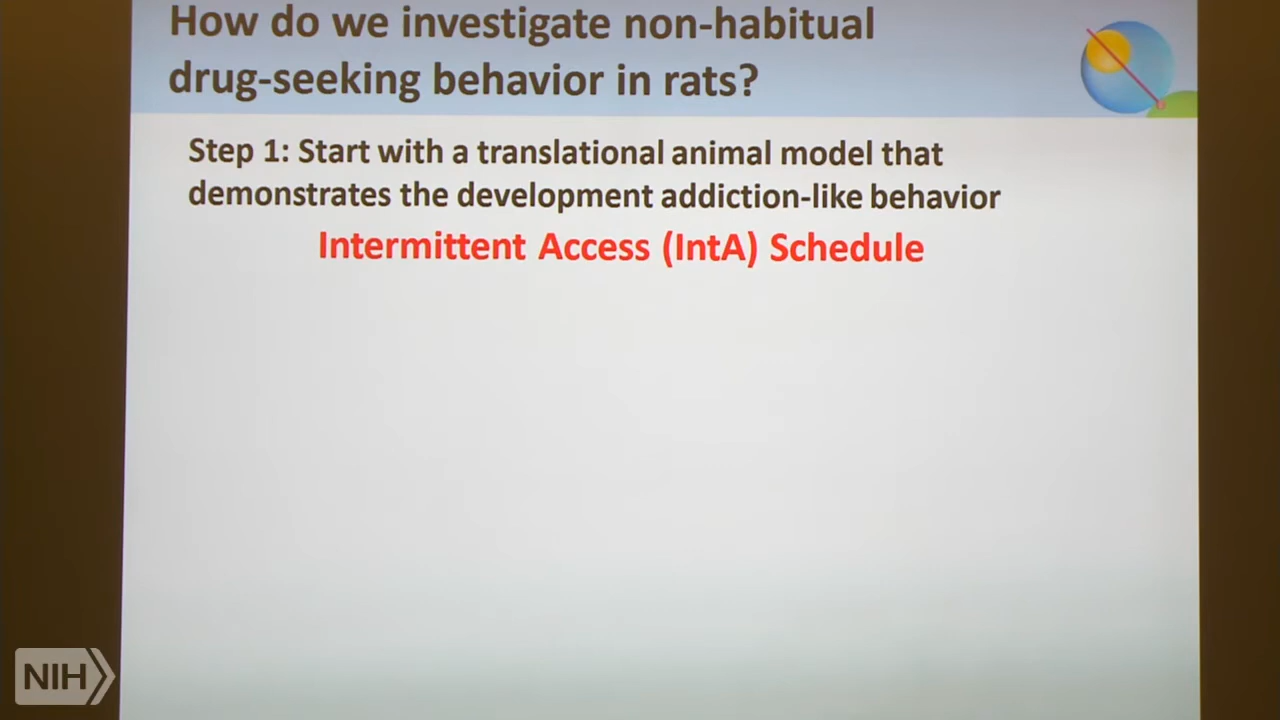 How do we investigate non-habitual
drug-seeking behavior in rats?
Step 1: Start with a translational animal model that
demonstrates the development addiction-like behavior
Intermittent Access (IntA) Schedule
NIH